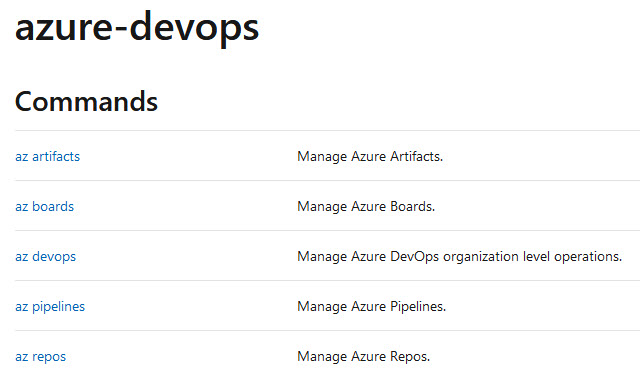 azure-devops
Commands
az artifacts Manage Azure Artifacts.
az boards Manage Azure Boards.
az devops Manage Azure DevOps organization level operations.
az pipelines Manage Azure Pipelines.
az repos Manage Azure Repos.